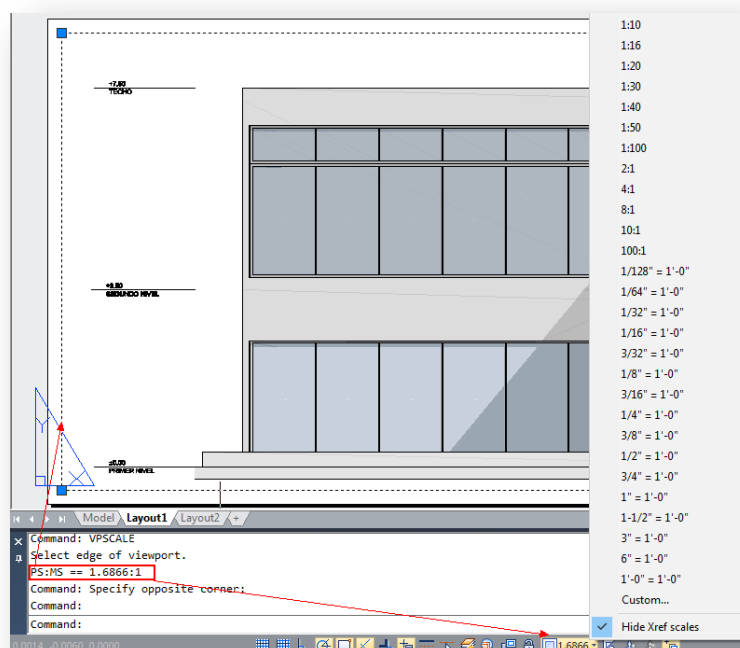 1:10
1:16
1:20
1:30
1:40
1:50
1:100
2:1
4:1
8:1
10:1
100:1
1/128" = 1'-0"
1/64" = 1'-0"
1/32" = 1'-0"
1/16" = 1'-0"
3/32" = 1'-0"
1/8" = 1'-0"
3/16" = 1'-0"
1/4" = 1'-0"
3/8" = 1'-0"
1/2" = 1'-0"
3/4" = 1'-0"
1" = 1'-0"
1-1/2" = 1'-0"
3" = 1'-0"
6" = 1'-0"
1'-0" = 1'-0"
Custom...
Hide Xref scales
TECHO
SEGUNDO NIVEL
±0.00
PRIMER NIVEL
Y
X
Model Layout1 Layout2 +
Command: VPSCALE
Select edge of viewport.
PS:MS == 1.6866:1
Command: Specify opposite corner:
Command:
Command:
0.0014, -0.0060, 0.0000 1.6866